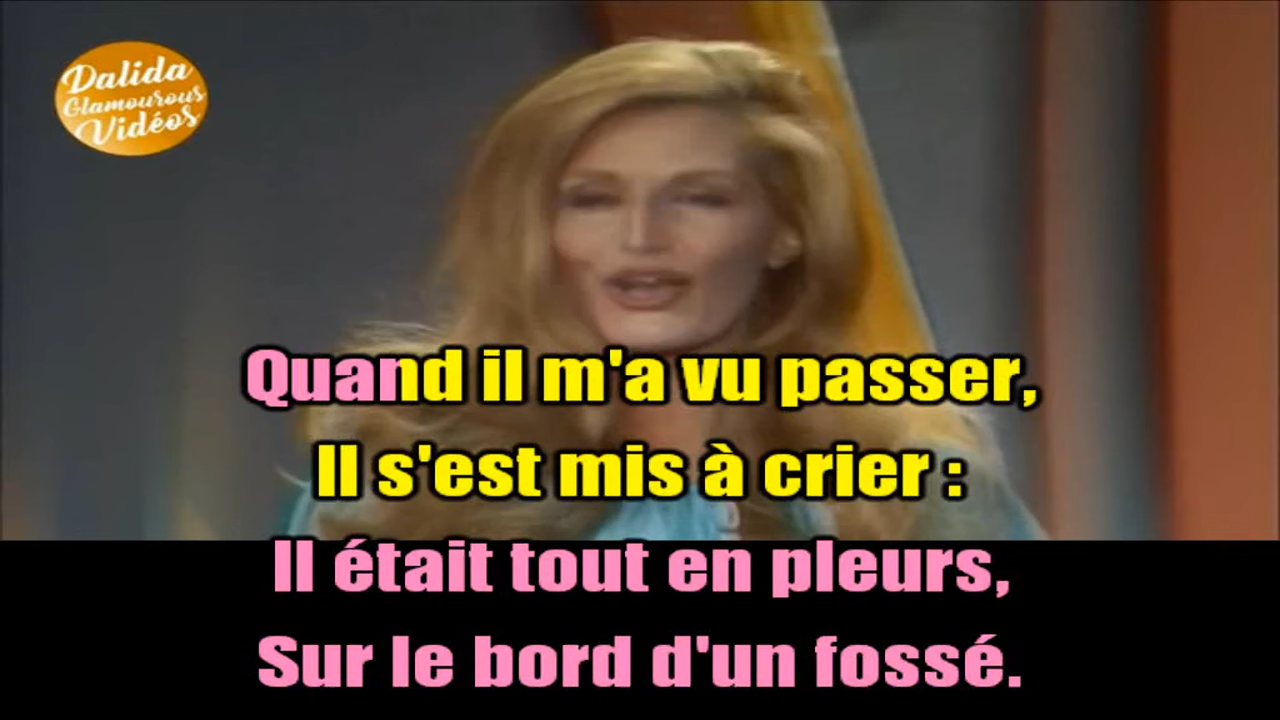 Dalida
Glamourous
Vidéos
Quand il m'a vu passer,
Il s'est mis à crier :
Il était tout en pleurs,
Sur le bord d'un fossé.